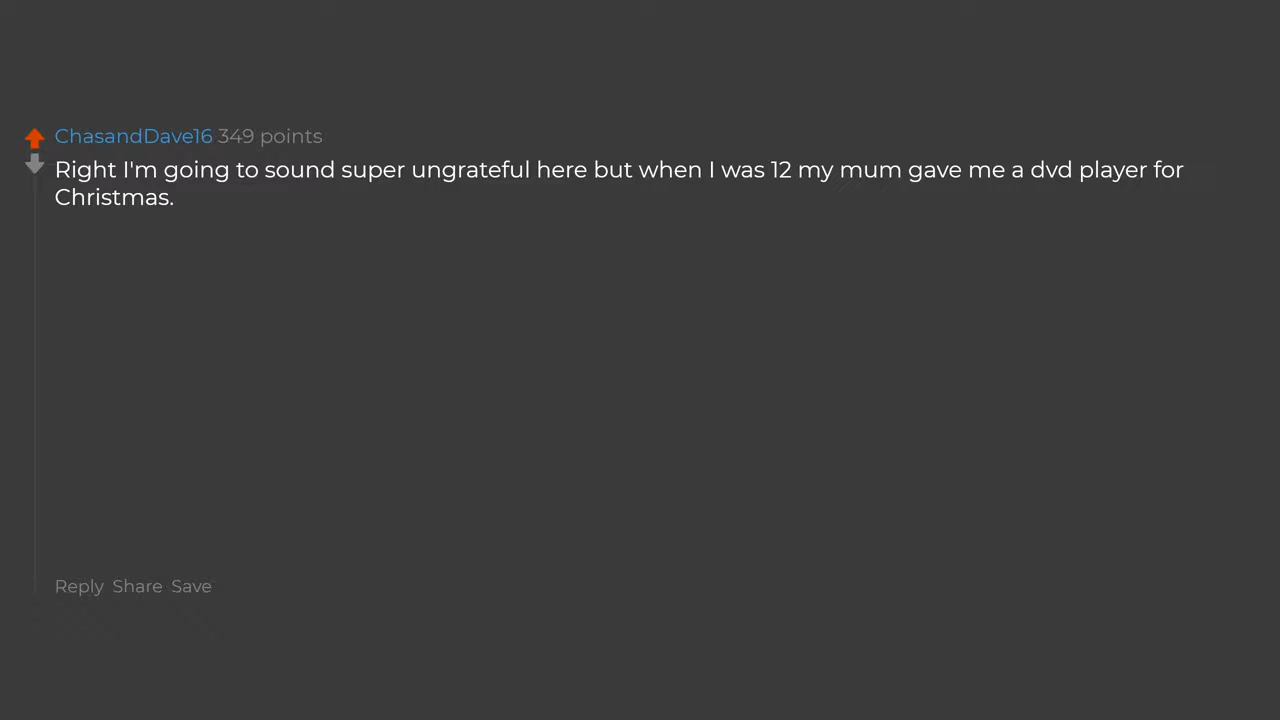 ChasandDave16 349 points
Right I'm going to sound super ungrateful here but when I was 12 my mum gave me a dvd player for
Christmas.
Reply Share Save